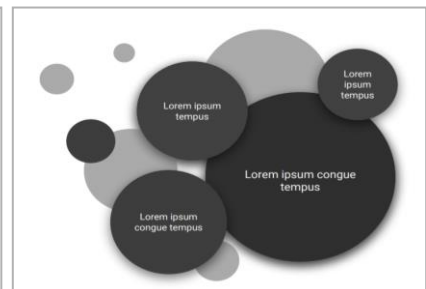 Lorem
ipsum
tempus
Lorem ipsum
tempus
Lorem ipsum congue
tempus
Lorem ipsum
congue tempus